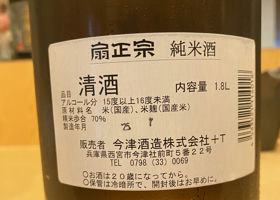 扇正宗 純米酒
品目 清酒 内容量 1.8L
アルコール分 15度以上16度未満
原材料名 米(国産)、米麹(国産米)
精米歩合 70%
製造年月 25
販売者 今津酒造株式会社+T
兵庫県西宮市今津社前町5番22号
TEL 0798(33)0069
○お酒は20歳になってから。
○保管は冷暗所で、開封後はお早めに。